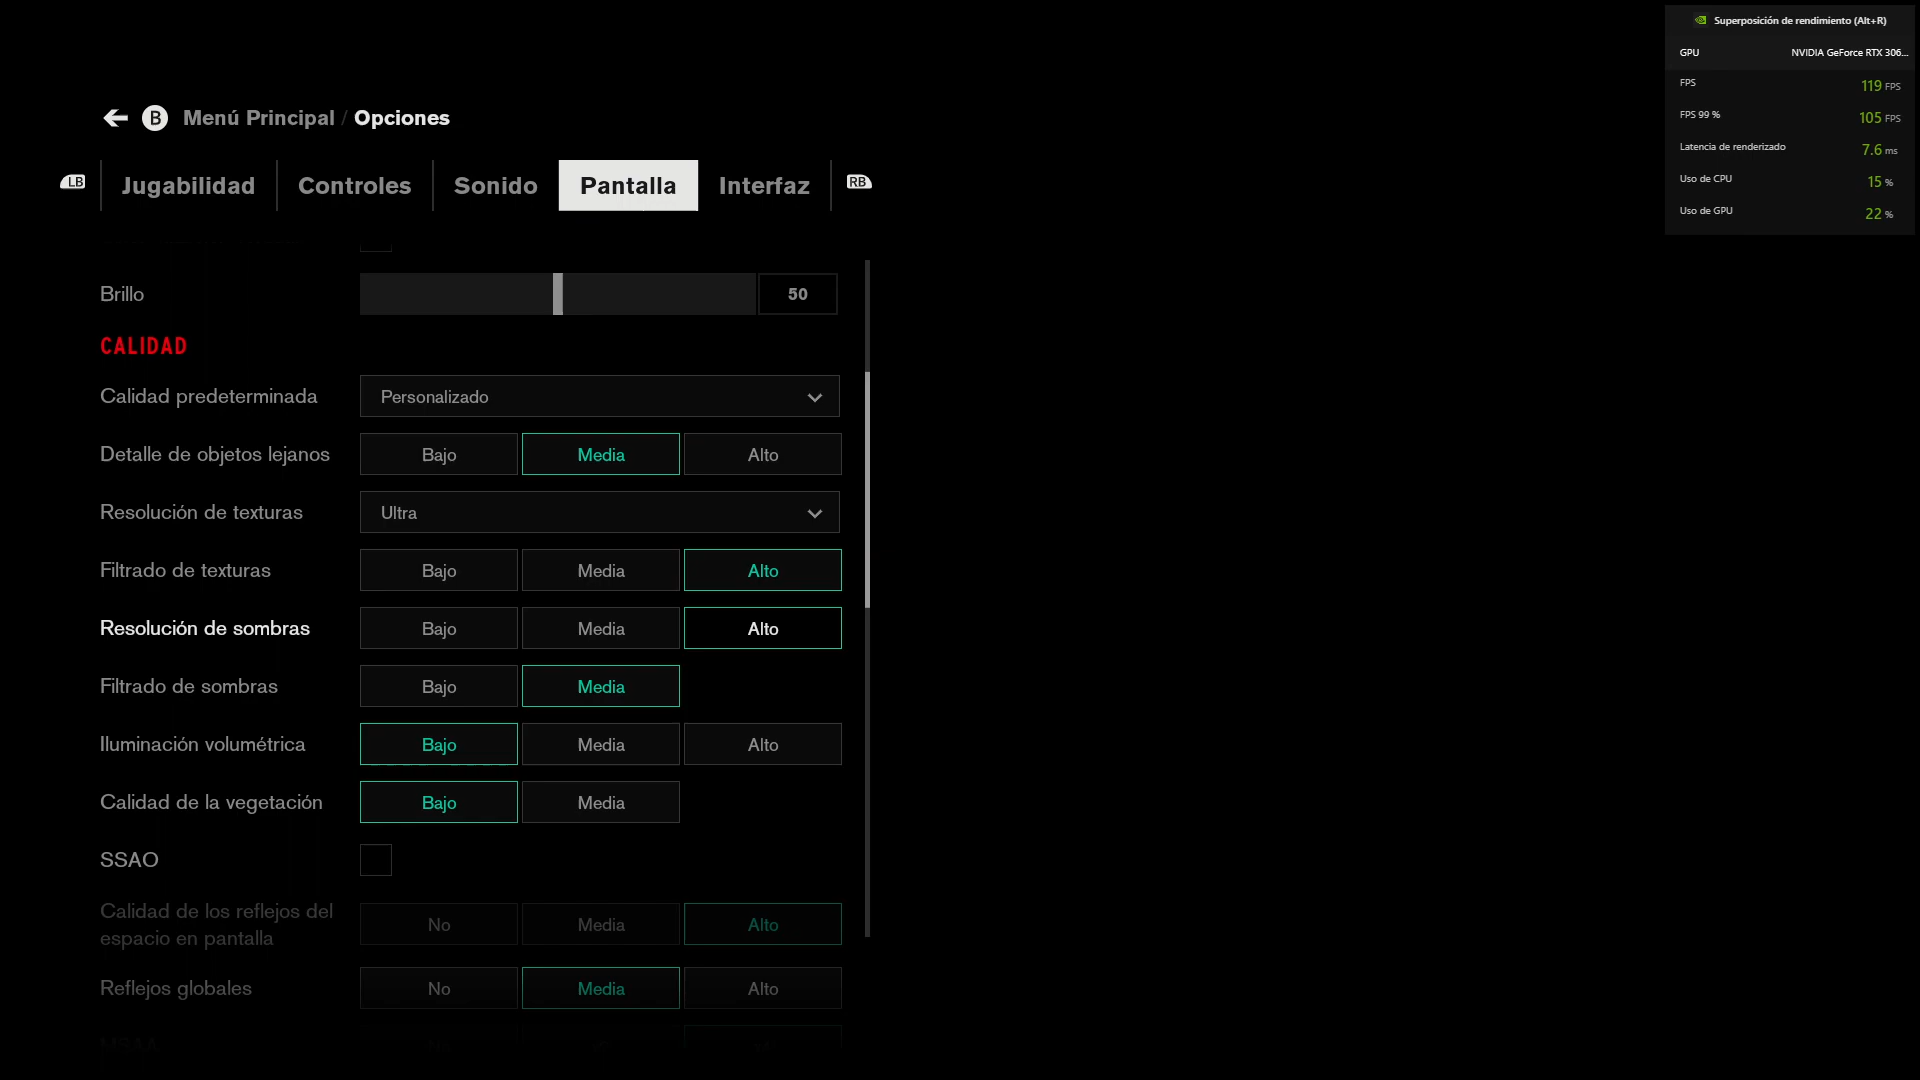 Superposición de rendimiento (Alt+R)
GPU NVIDIA GeForce RTX 306...
FPS 119 FPS
FPS 99 % 105 FPS
Latencia de renderizado 7.6 ms
Uso de CPU 15 %
Uso de GPU 22 %
B Menú Principal / Opciones
LB Jugabilidad Controles Sonido Pantalla Interfaz RB
Brillo 50
CALIDAD
Calidad predeterminada Personalizado
Detalle de objetos lejanos Bajo Media Alto
Resolución de texturas Ultra
Filtrado de texturas Bajo Media Alto
Resolución de sombras Bajo Media Alto
Filtrado de sombras Bajo Media
Iluminación volumétrica Bajo Media Alto
Calidad de la vegetación Bajo Media
SSAO
Calidad de los reflejos del
espacio en pantalla No Media Alto
Reflejos globales No Media Alto